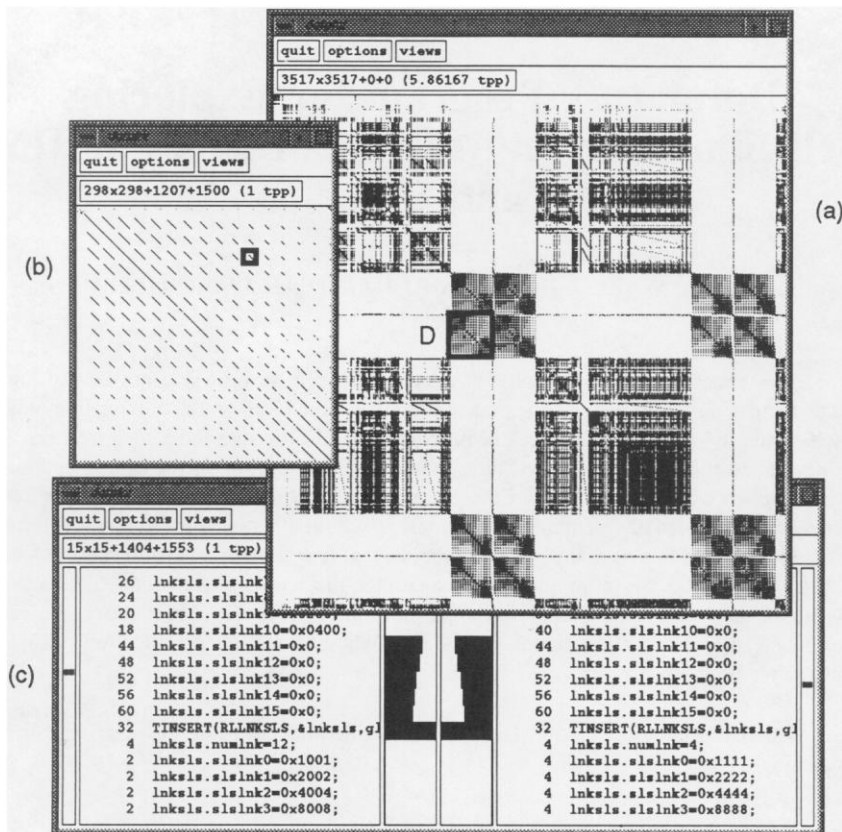 quit options views
3517x3517+0+0 (5.86167 tpp)
(a)
quit options views
298x298+1207+1500 (1 tpp)
(b)
D
quit options views
15x15+1404+1553 (1 tpp)
(c)
26 lnksls.slslnk
24 lnksls.slslnk
20 lnksls.slslnk
18 lnksls.slslnk10=0x0400;
44 lnksls.slslnk11=0x0;
48 lnksls.slslnk12=0x0;
52 lnksls.slslnk13=0x0;
56 lnksls.slslnk14=0x0;
60 lnksls.slslnk15=0x0;
32 TINSERT(RLLNKSLS,&lnksls,gl
4 lnksls.numlnk=12;
2 lnksls.slslnk0=0x1001;
2 lnksls.slslnk1=0x2002;
2 lnksls.slslnk2=0x4004;
2 lnksls.slslnk3=0x8008;
40 lnksls.slslnk10=0x0;
44 lnksls.slslnk11=0x0;
48 lnksls.slslnk12=0x0;
52 lnksls.slslnk13=0x0;
56 lnksls.slslnk14=0x0;
60 lnksls.slslnk15=0x0;
32 TINSERT(RLLNKSLS,&lnksls,gl
4 lnksls.numlnk=4;
4 lnksls.slslnk0=0x1111;
4 lnksls.slslnk1=0x2222;
4 lnksls.slslnk2=0x4444;
4 lnksls.slslnk3=0x8888;